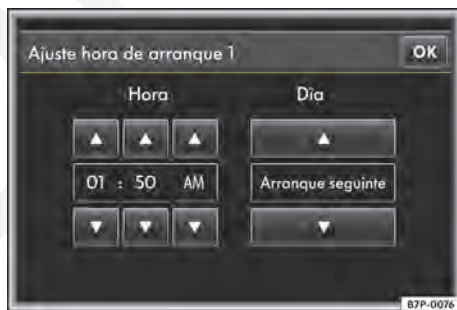 Ajuste hora de arranque 1
OK
Hora
Día
01 : 50 AM
Arranque seguinte
B7P-0076